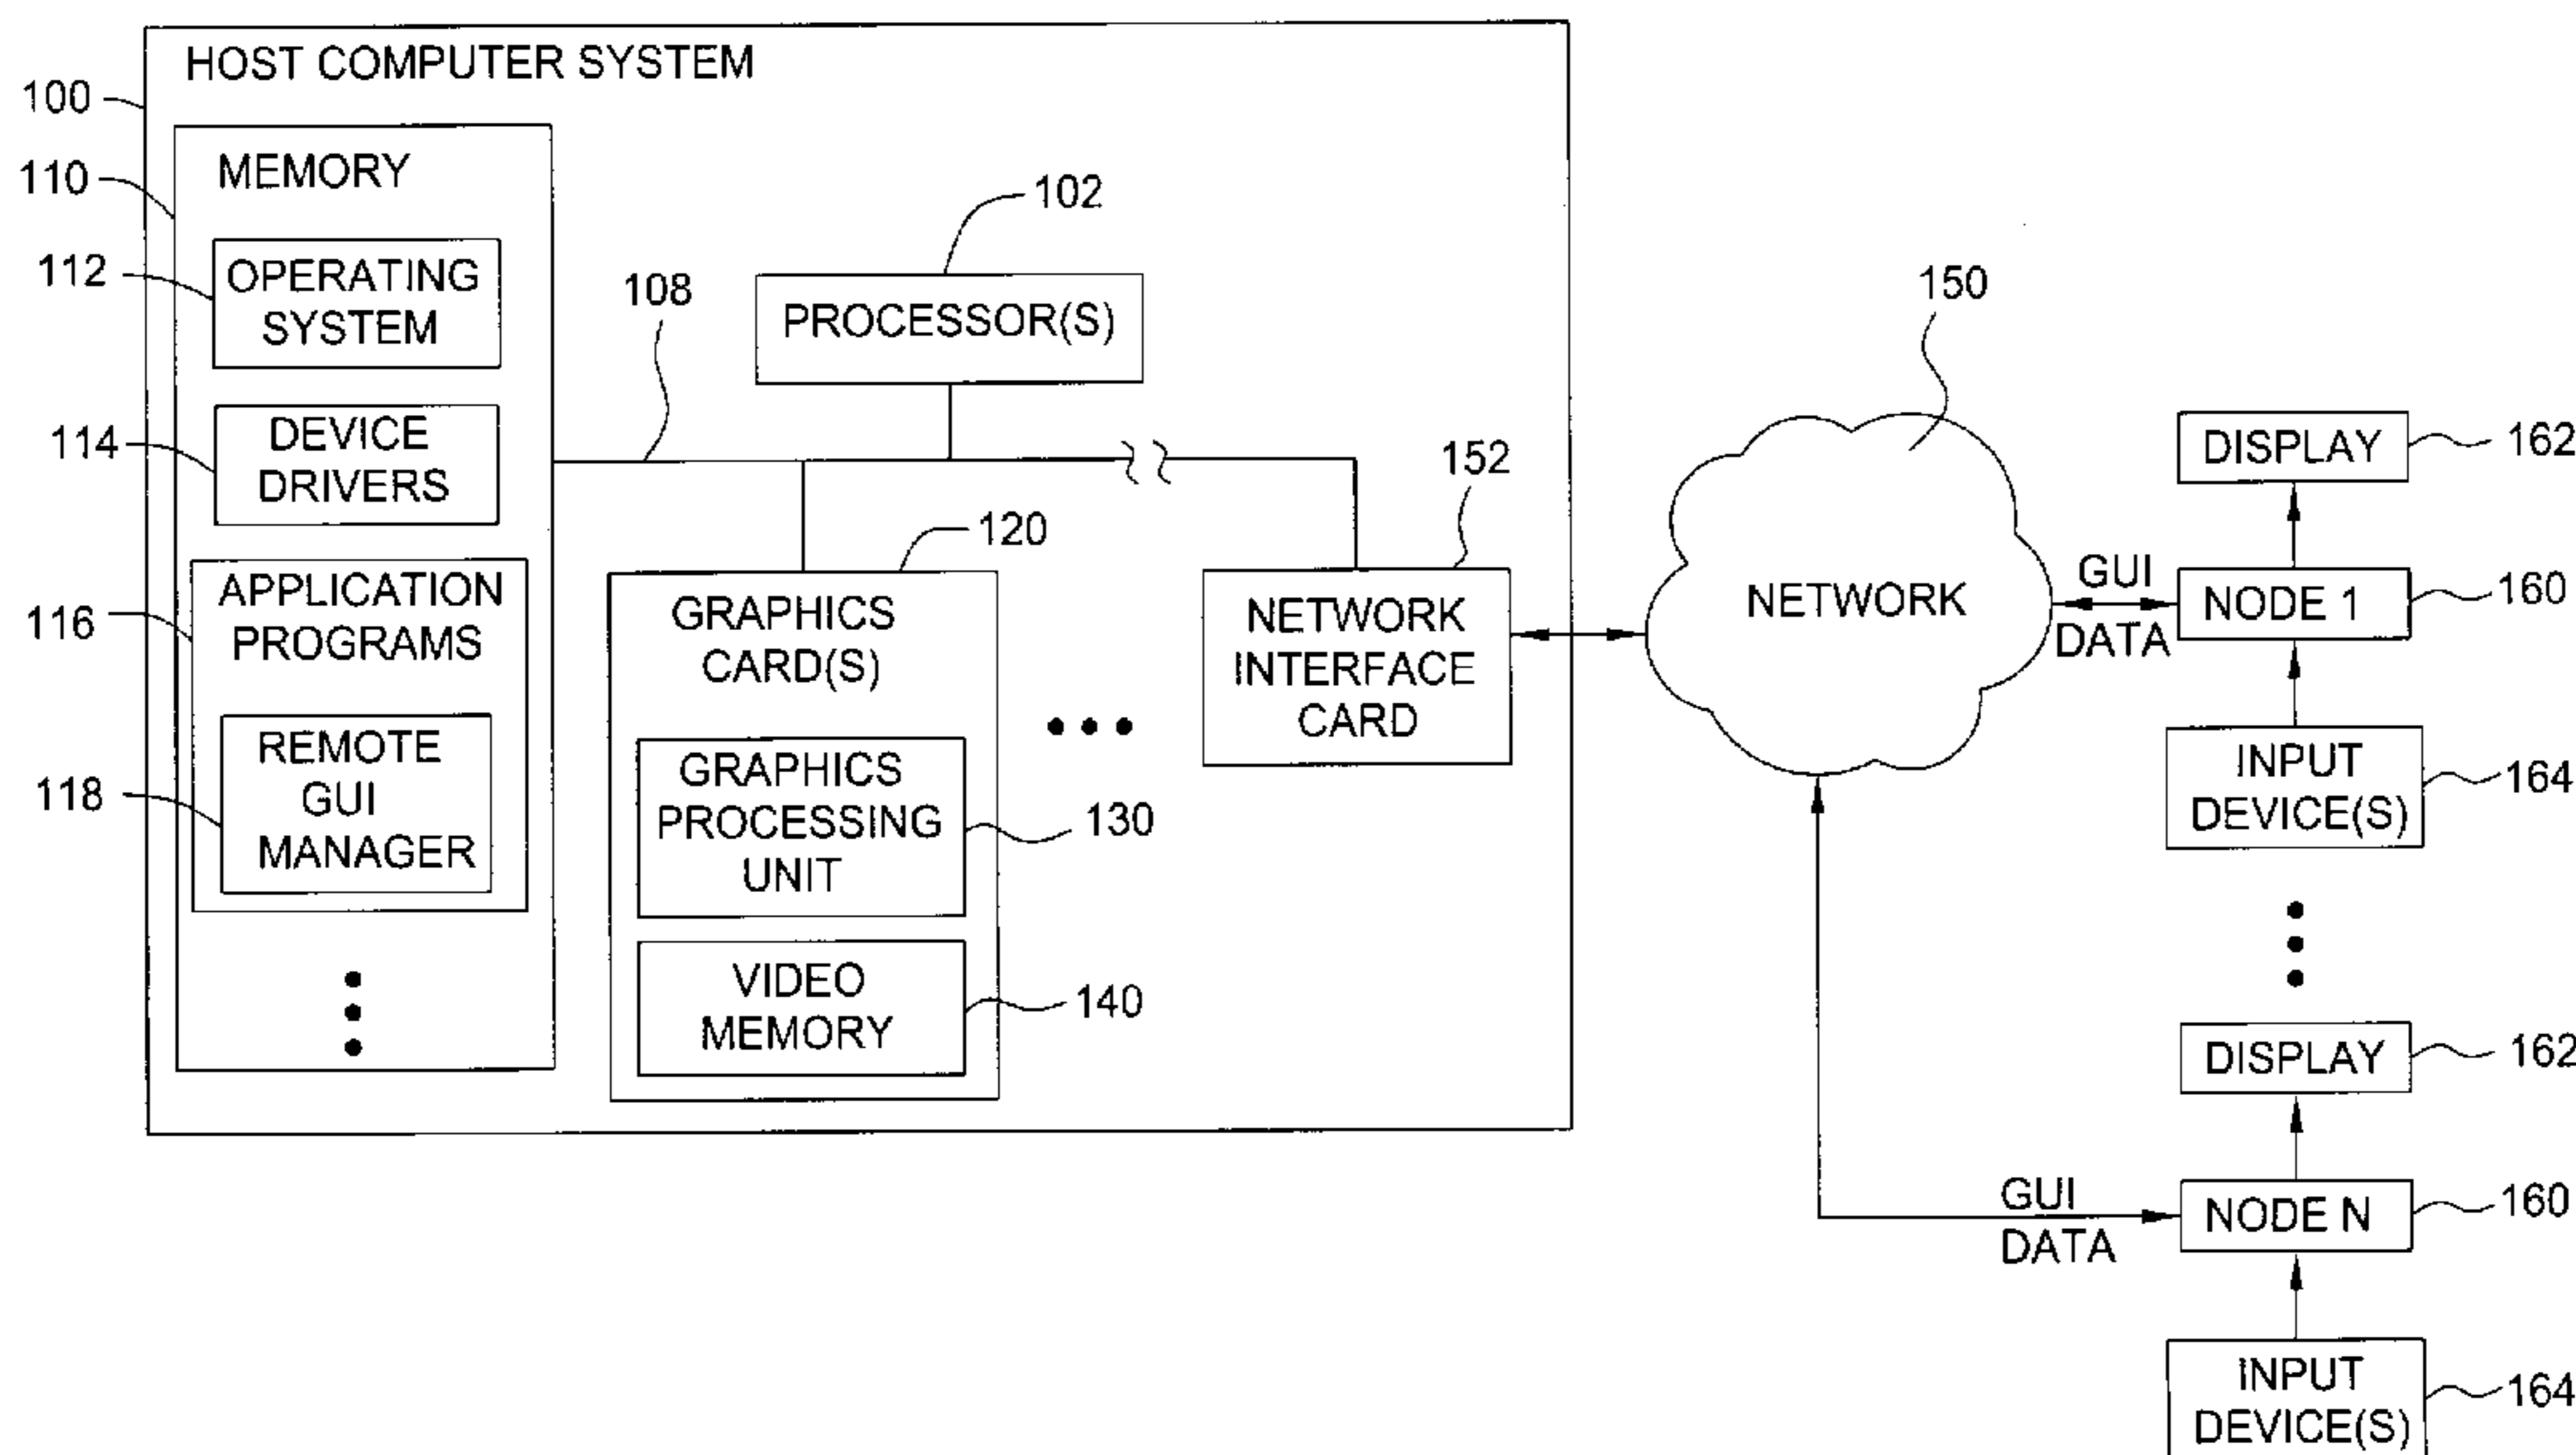 HOST COMPUTER SYSTEM
100
MEMORY
110
OPERATING
SYSTEM
112
DEVICE
DRIVERS
114
APPLICATION
PROGRAMS
116
REMOTE
GUI
MANAGER
118
108
102
PROCESSOR(S)
120
GRAPHICS
CARD(S)
GRAPHICS
PROCESSING
UNIT
130
VIDEO
MEMORY
140
152
NETWORK
INTERFACE
CARD
150
NETWORK
GUI
DATA
DISPLAY
162
NODE 1
160
INPUT
DEVICE(S)
164
DISPLAY
162
GUI
DATA
NODE N
160
INPUT
DEVICE(S)
164